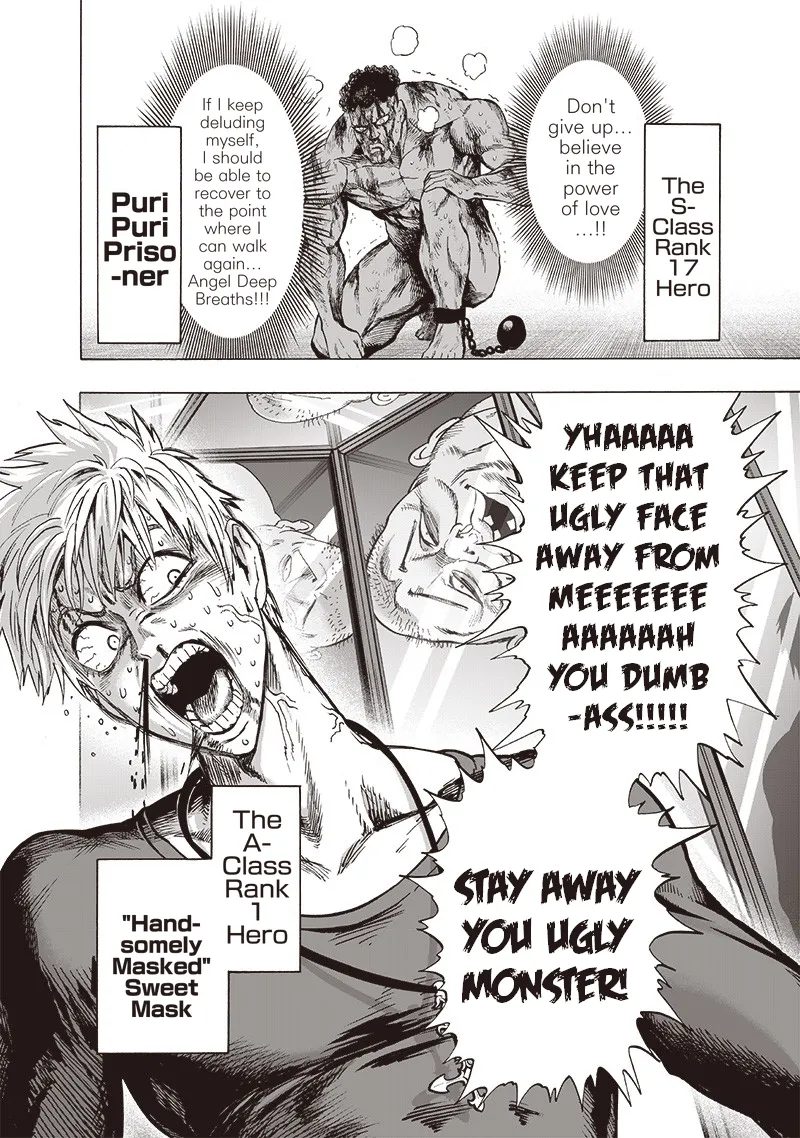 The
S-
Class
Rank
17
Hero
Don't
give up...
believe
in the
power
of love
...!!
If I keep
deluding
myself,
I should
be able to
recover to
the point
where I
can walk
again...
Angel Deep
Breaths!!!
Puri
Puri
Priso
-ner
YHAAAAA
KEEP THAT
UGLY FACE
AWAY FROM
MEEEEEEE
AAAAAAH
YOU DUMB
-ASS!!!!!
STAY AWAY
YOU UGLY
MONSTER!
The
A-
Class
Rank
1
Hero
"Hand-
somely
Masked"
Sweet
Mask